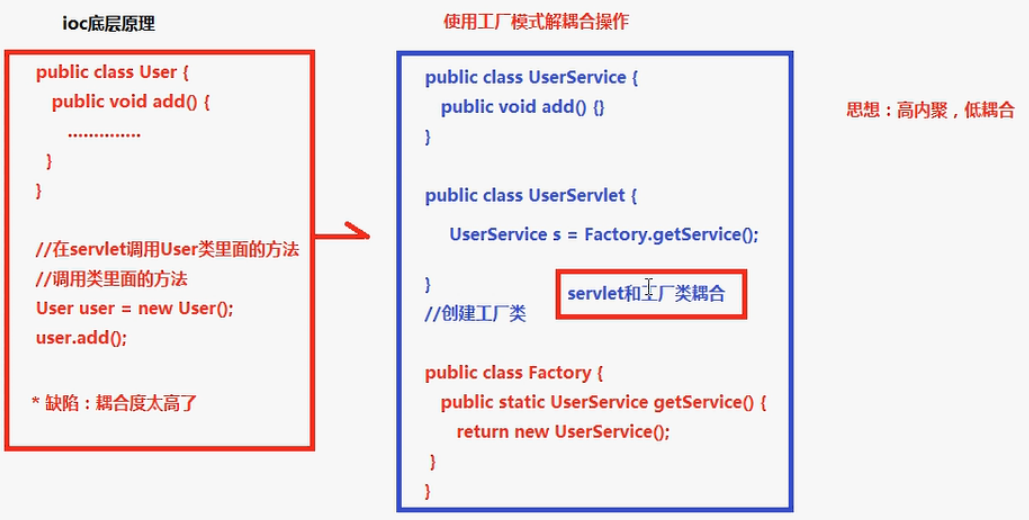 ioc底层原理
public class User {
public void add() {
..............
}
}
//在servlet调用User类里面的方法
//调用类里面的方法
User user = new User();
user.add();
* 缺陷：耦合度太高了
使用工厂模式解耦合操作
public class UserService {
public void add() {}
}
public class UserServlet {
UserService s = Factory.getService();
}
servlet和工厂类耦合
//创建工厂类
public class Factory {
public static UserService getService() {
return new UserService();
}
}
思想：高内聚，低耦合